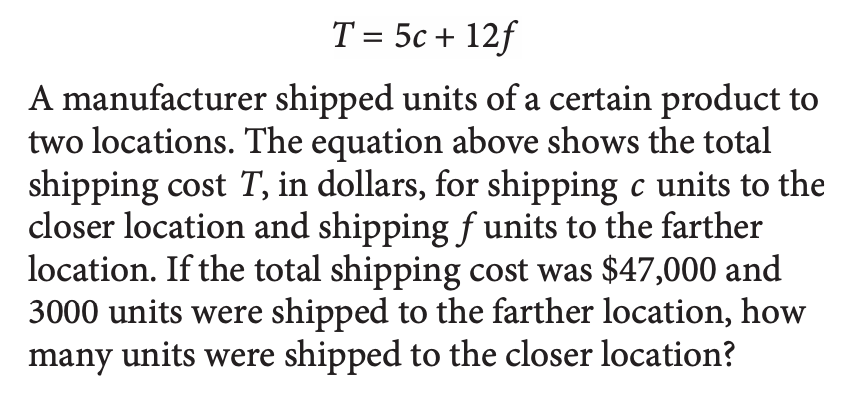 T = 5c + 12f
A manufacturer shipped units of a certain product to
two locations. The equation above shows the total
shipping cost T, in dollars, for shipping c units to the
closer location and shipping f units to the farther
location. If the total shipping cost was $47,000 and
3000 units were shipped to the farther location, how
many units were shipped to the closer location?